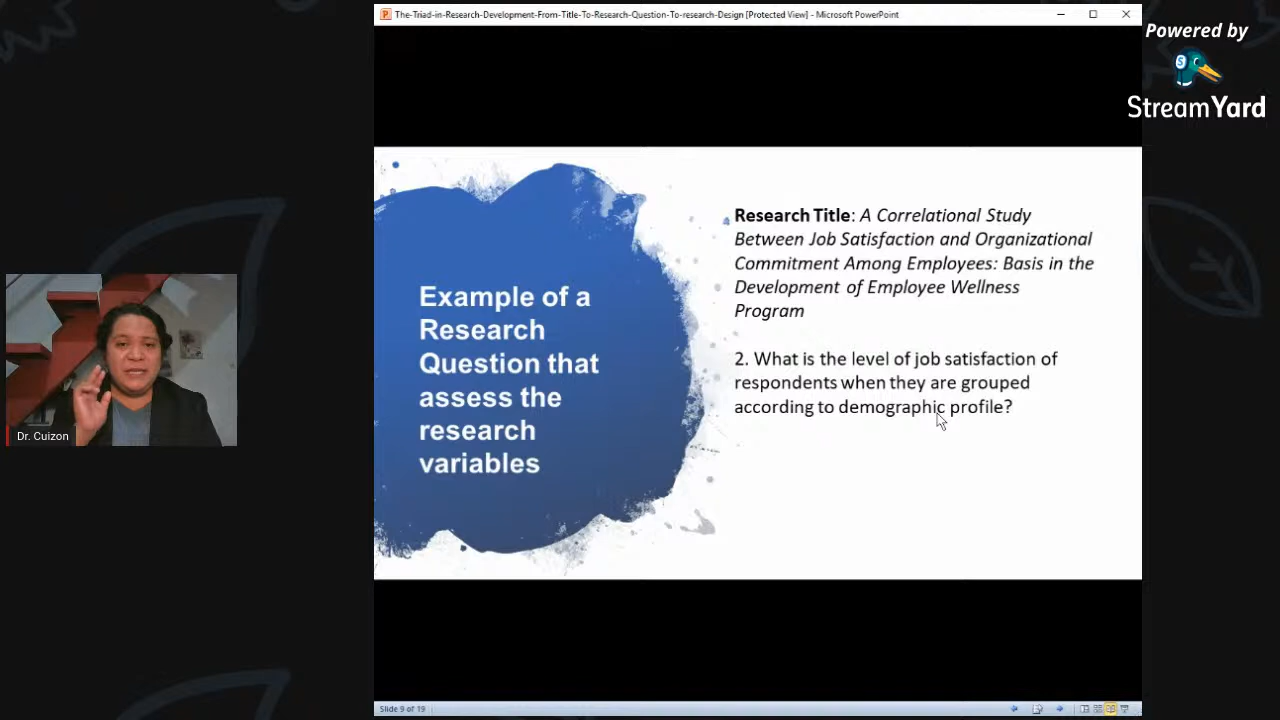 The-Triad-in-Research-Development-From-Title-To-Research-Question-To-research-Design [Protected View] - Microsoft PowerPoint
Powered by
S
StreamYard
Example of a
Research
Question that
assess the
research
variables
Research Title: A Correlational Study
Between Job Satisfaction and Organizational
Commitment Among Employees: Basis in the
Development of Employee Wellness
Program
2. What is the level of job satisfaction of
respondents when they are grouped
according to demographic profile?
Dr. Cuizon
Slide 9 of 19